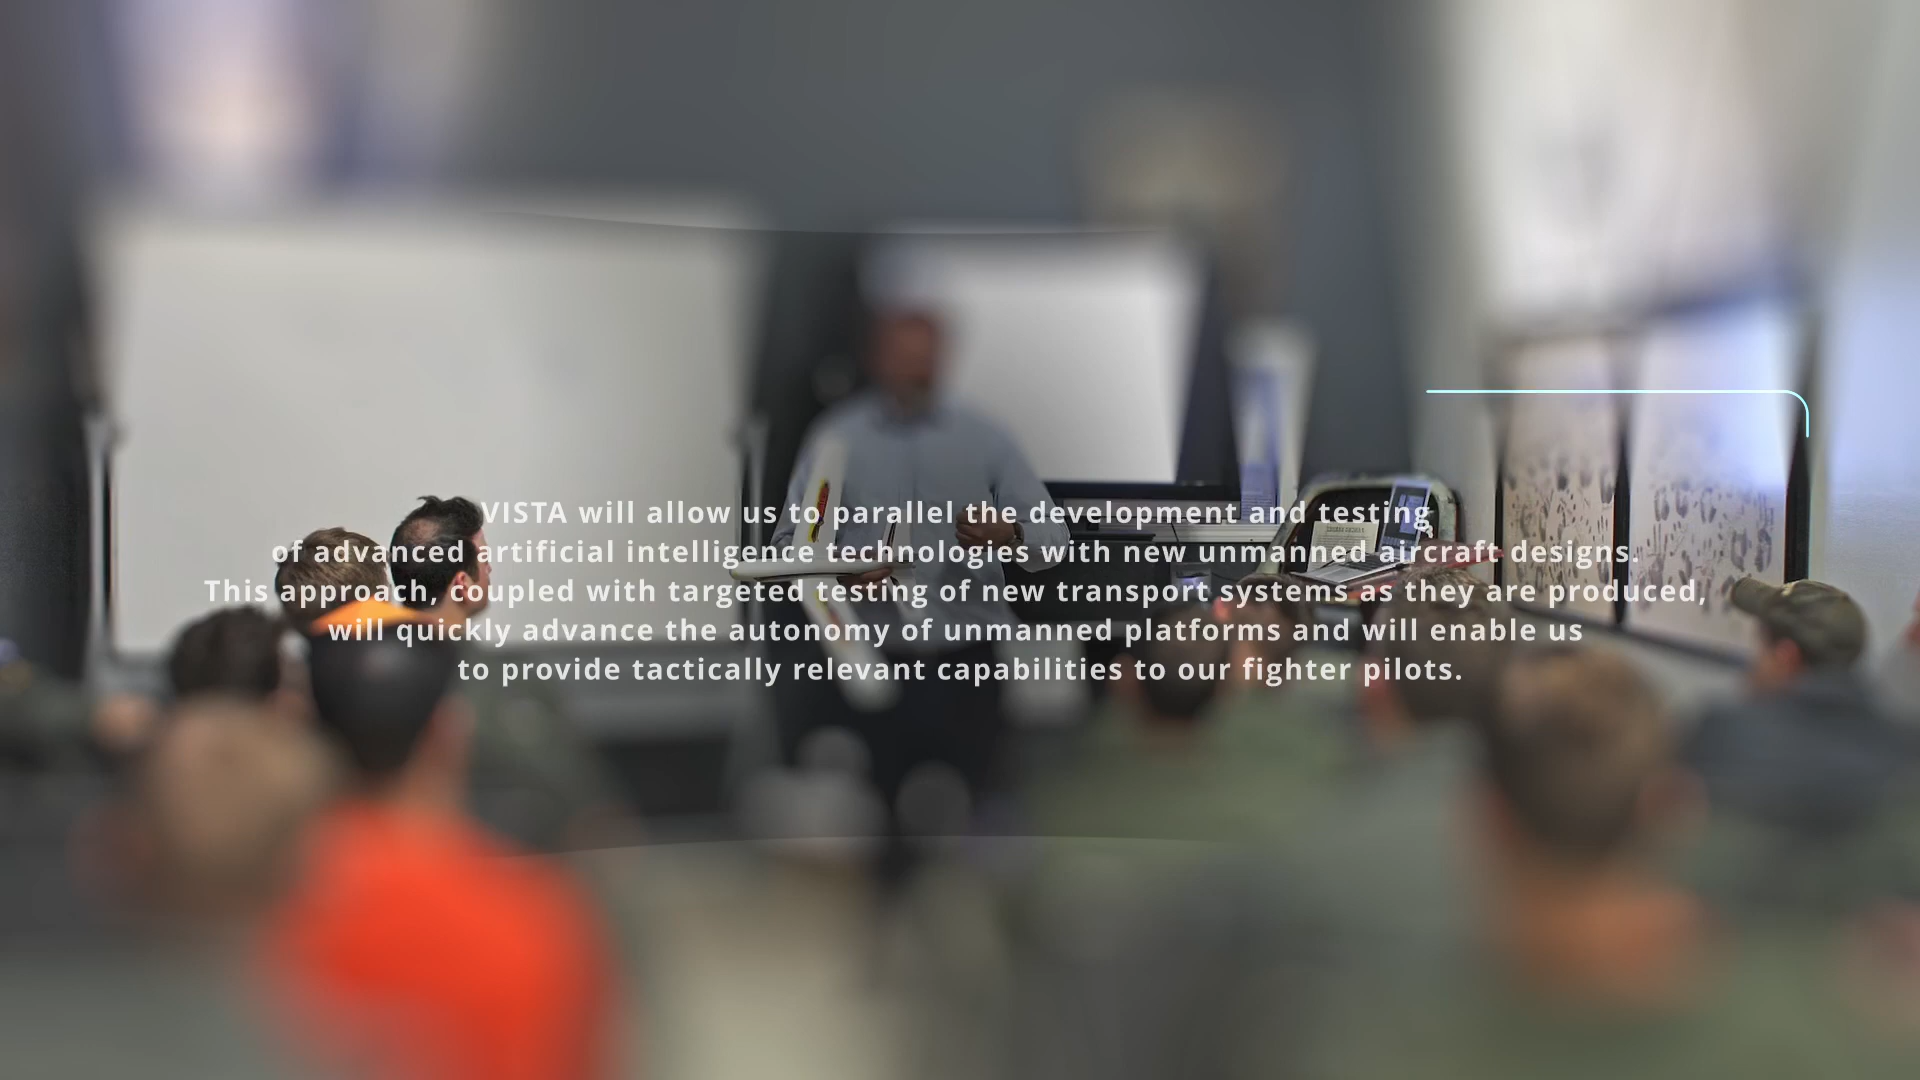 VISTA will allow us to parallel the development and testing
of advanced artificial intelligence technologies with new unmanned aircraft designs.
This approach, coupled with targeted testing of new transport systems as they are produced,
will quickly advance the autonomy of unmanned platforms and will enable us
to provide tactically relevant capabilities to our fighter pilots.